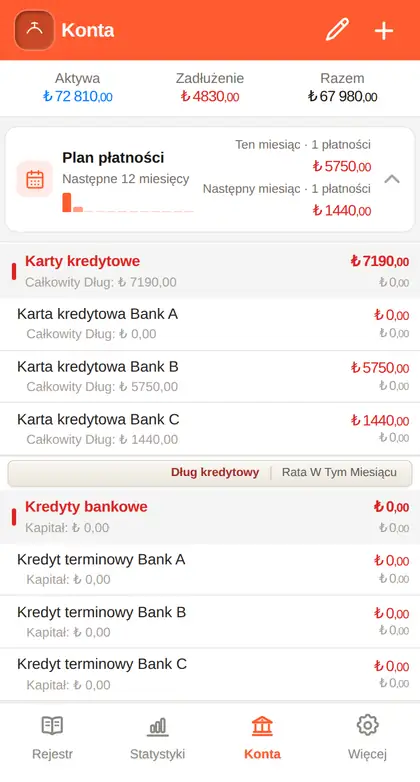 Konta
Aktywa
Zadłużenie
Razem
₺ 72 810,00
₺ 4830,00
₺ 67 980,00
Plan płatności
Następne 12 miesięcy
Ten miesiąc · 1 płatności
₺ 5750,00
Następny miesiąc · 1 płatności
₺ 1440,00
Karty kredytowe
₺ 7190,00
Całkowity Dług: ₺ 7190,00
₺ 0,00
Karta kredytowa Bank A
₺ 0,00
Całkowity Dług: ₺ 0,00
₺ 0,00
Karta kredytowa Bank B
₺ 5750,00
Całkowity Dług: ₺ 5750,00
₺ 0,00
Karta kredytowa Bank C
₺ 1440,00
Całkowity Dług: ₺ 1440,00
₺ 0,00
Dług kredytowy | Rata W Tym Miesiącu
Kredyty bankowe
₺ 0,00
Kapitał: ₺ 0,00
₺ 0,00
Kredyt terminowy Bank A
₺ 0,00
Kapitał: ₺ 0,00
₺ 0,00
Kredyt terminowy Bank B
₺ 0,00
Kapitał: ₺ 0,00
₺ 0,00
Kredyt terminowy Bank C
₺ 0,00
Kapitał: ₺ 0,00
₺ 0,00
Rejestr
Statystyki
Konta
Więcej